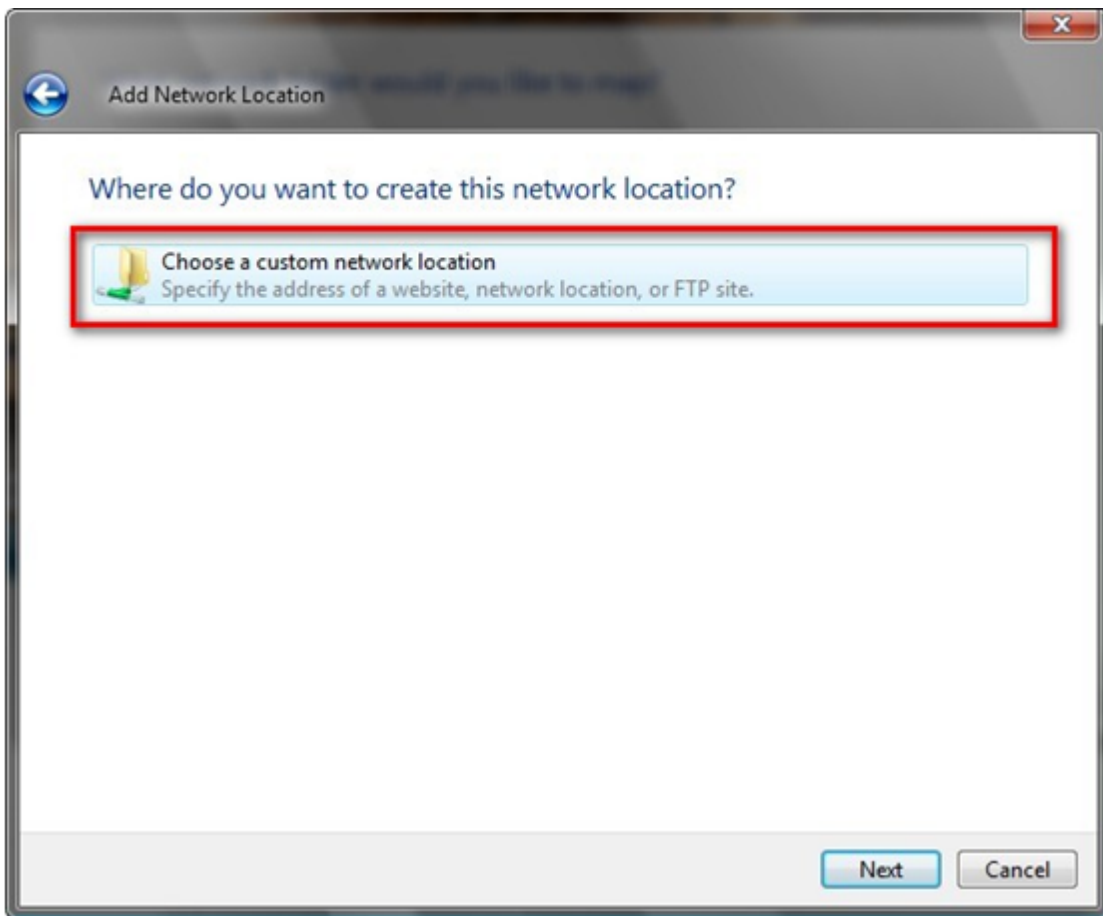 Add Network Location
Where do you want to create this network location?
Choose a custom network location
Specify the address of a website, network location, or FTP site.
Next
Cancel